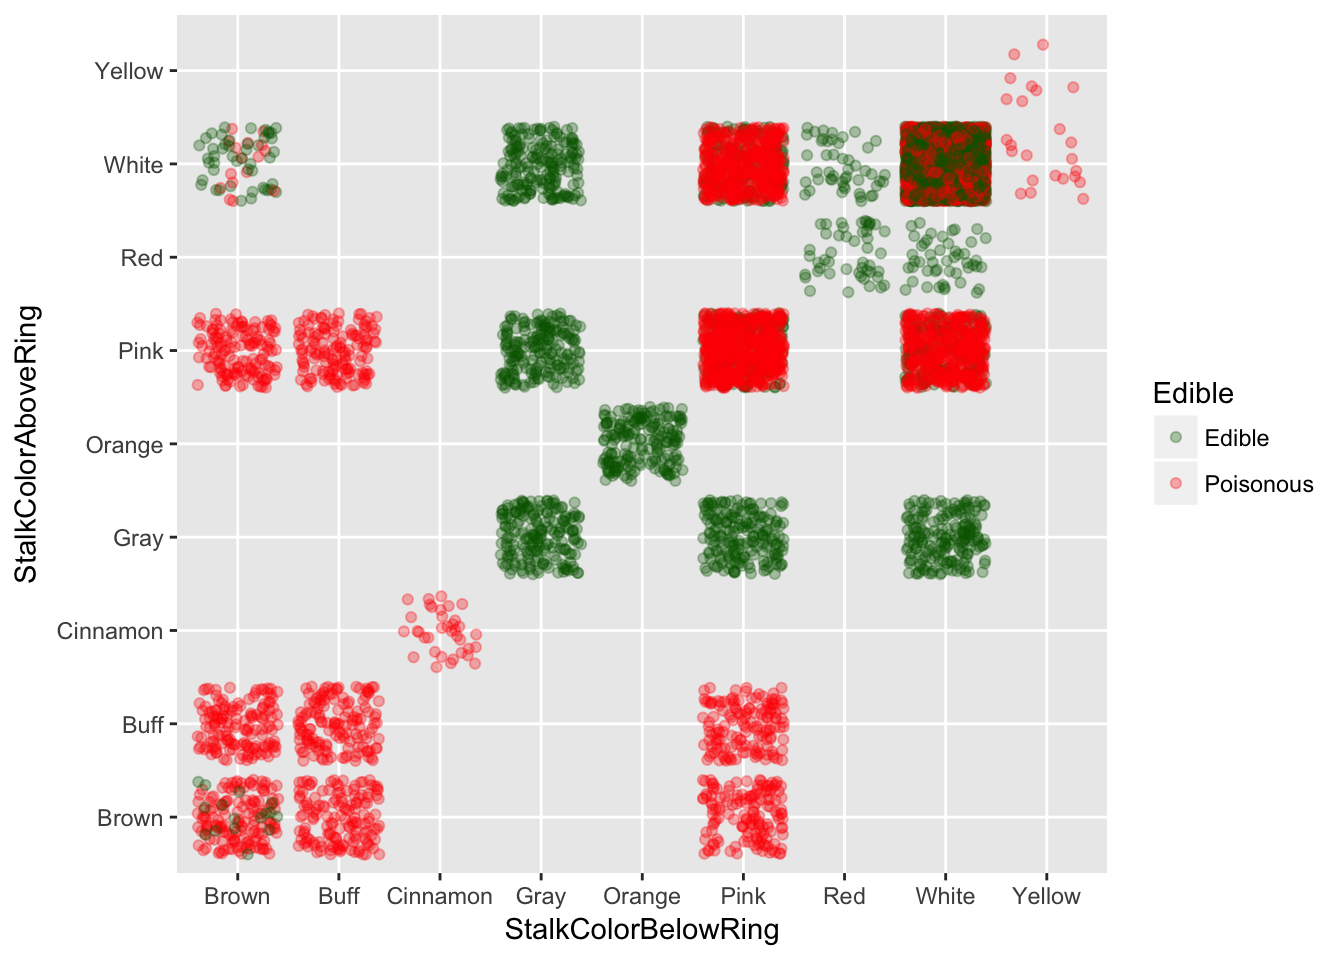 StalkColorAboveRing
Yellow
White
Red
Pink
Orange
Gray
Cinnamon
Buff
Brown
Brown Buff Cinnamon Gray Orange Pink Red White Yellow
StalkColorBelowRing
Edible
Edible
Poisonous